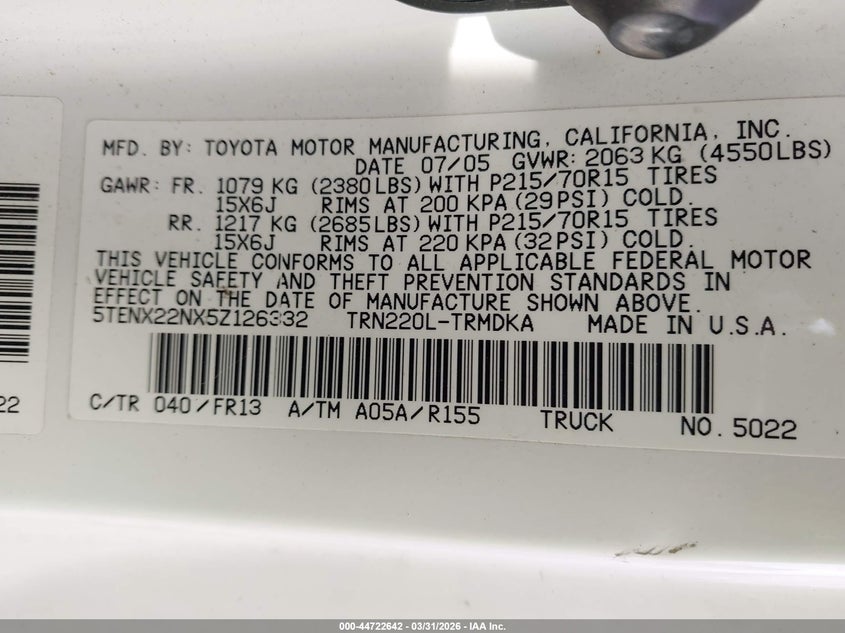 MFD. BY: TOYOTA MOTOR MANUFACTURING, CALIFORNIA, INC.
DATE 07/05 GVWR: 2063 KG (4550LBS)
GAWR: FR. 1079 KG (2380LBS) WITH P215/70R15 TIRES
15X6J RIMS AT 200 KPA (29PSI) COLD.
RR. 1217 KG (2685LBS) WITH P215/70R15 TIRES
15X6J RIMS AT 220 KPA (32PSI) COLD.
THIS VEHICLE CONFORMS TO ALL APPLICABLE FEDERAL MOTOR
VEHICLE SAFETY AND THEFT PREVENTION STANDARDS IN
EFFECT ON THE DATE OF MANUFACTURE SHOWN ABOVE.
5TENX22NX5Z126332 TRN220L-TRMDKA MADE IN U.S.A.
C/TR 040/FR13 A/TM A05A/R155 TRUCK NO. 5022
22
000-44722642 - 03/31/2026 - IAA Inc.